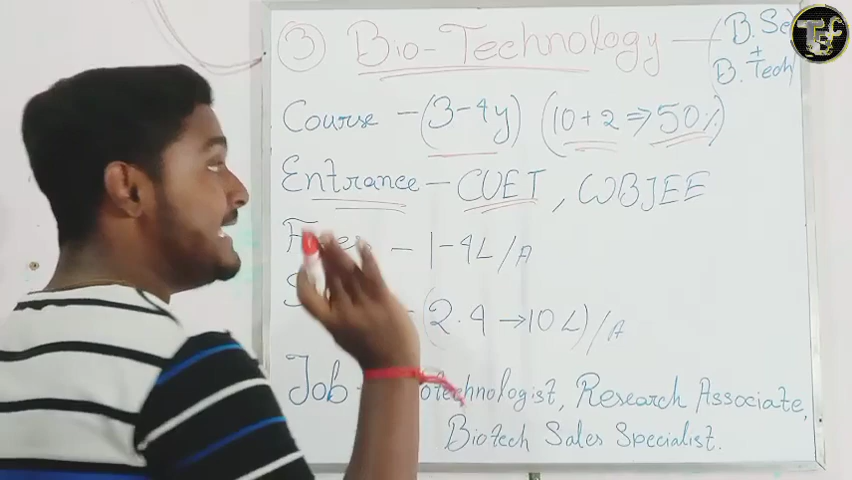 ③ Bio-Technology — (B.Sc + B.Tech)
Course - (3-4y) (10+2 ⇒ 50%)
Entrance - CUET, WBJEE
- 1-4L/A
(2.4 → 10L)/A
Job - Research Associate,
Biotech Sales Specialist.